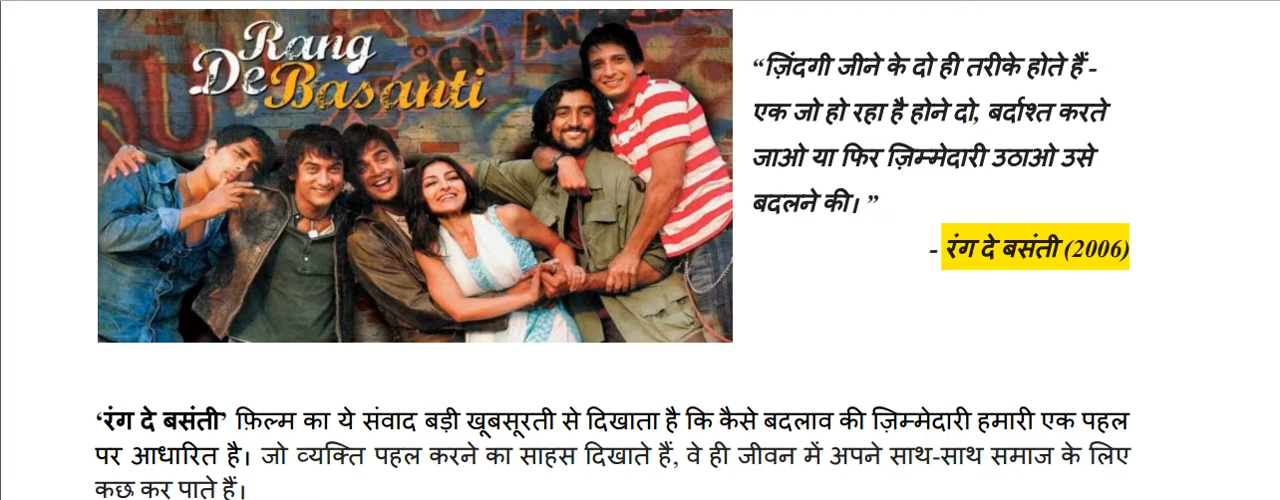 Rang
De Basanti
“ज़िंदगी जीने के दो ही तरीके होते हैं -
एक जो हो रहा है होने दो, बर्दाश्त करते
जाओ या फिर ज़िम्मेदारी उठाओ उसे
बदलने की। ”
- रंग दे बसंती (2006)
‘रंग दे बसंती’ फ़िल्म का ये संवाद बड़ी खूबसूरती से दिखाता है कि कैसे बदलाव की ज़िम्मेदारी हमारी एक पहल
पर आधारित है। जो व्यक्ति पहल करने का साहस दिखाते हैं, वे ही जीवन में अपने साथ-साथ समाज के लिए
कुछ कर पाते हैं।